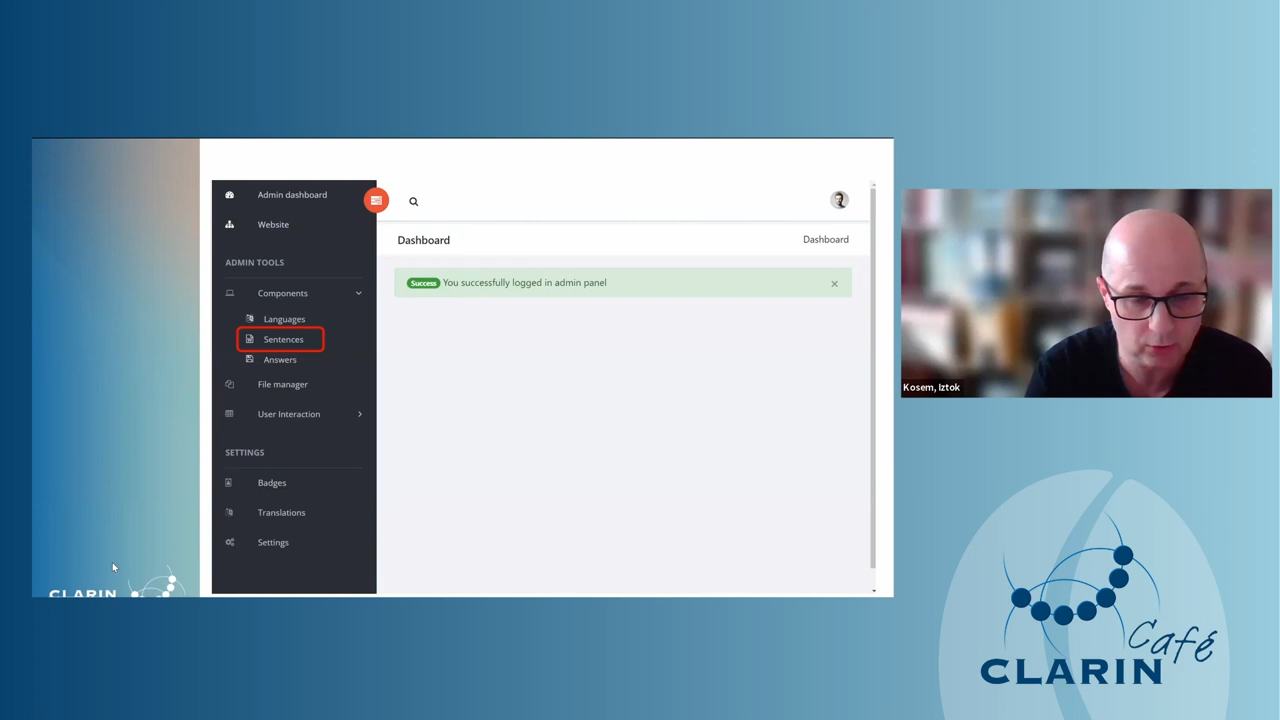 Admin dashboard
Website
ADMIN TOOLS
Components
Languages
Sentences
Answers
File manager
User Interaction
SETTINGS
Badges
Translations
Settings
Dashboard
Dashboard
Success You successfully logged in admin panel
×
CLARIN
Kosem, Iztok
Café
CLARIN